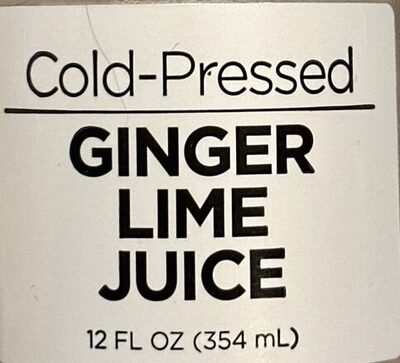 Cold-Pressed
GINGER
LIME
JUICE
12 FL OZ (354 mL)